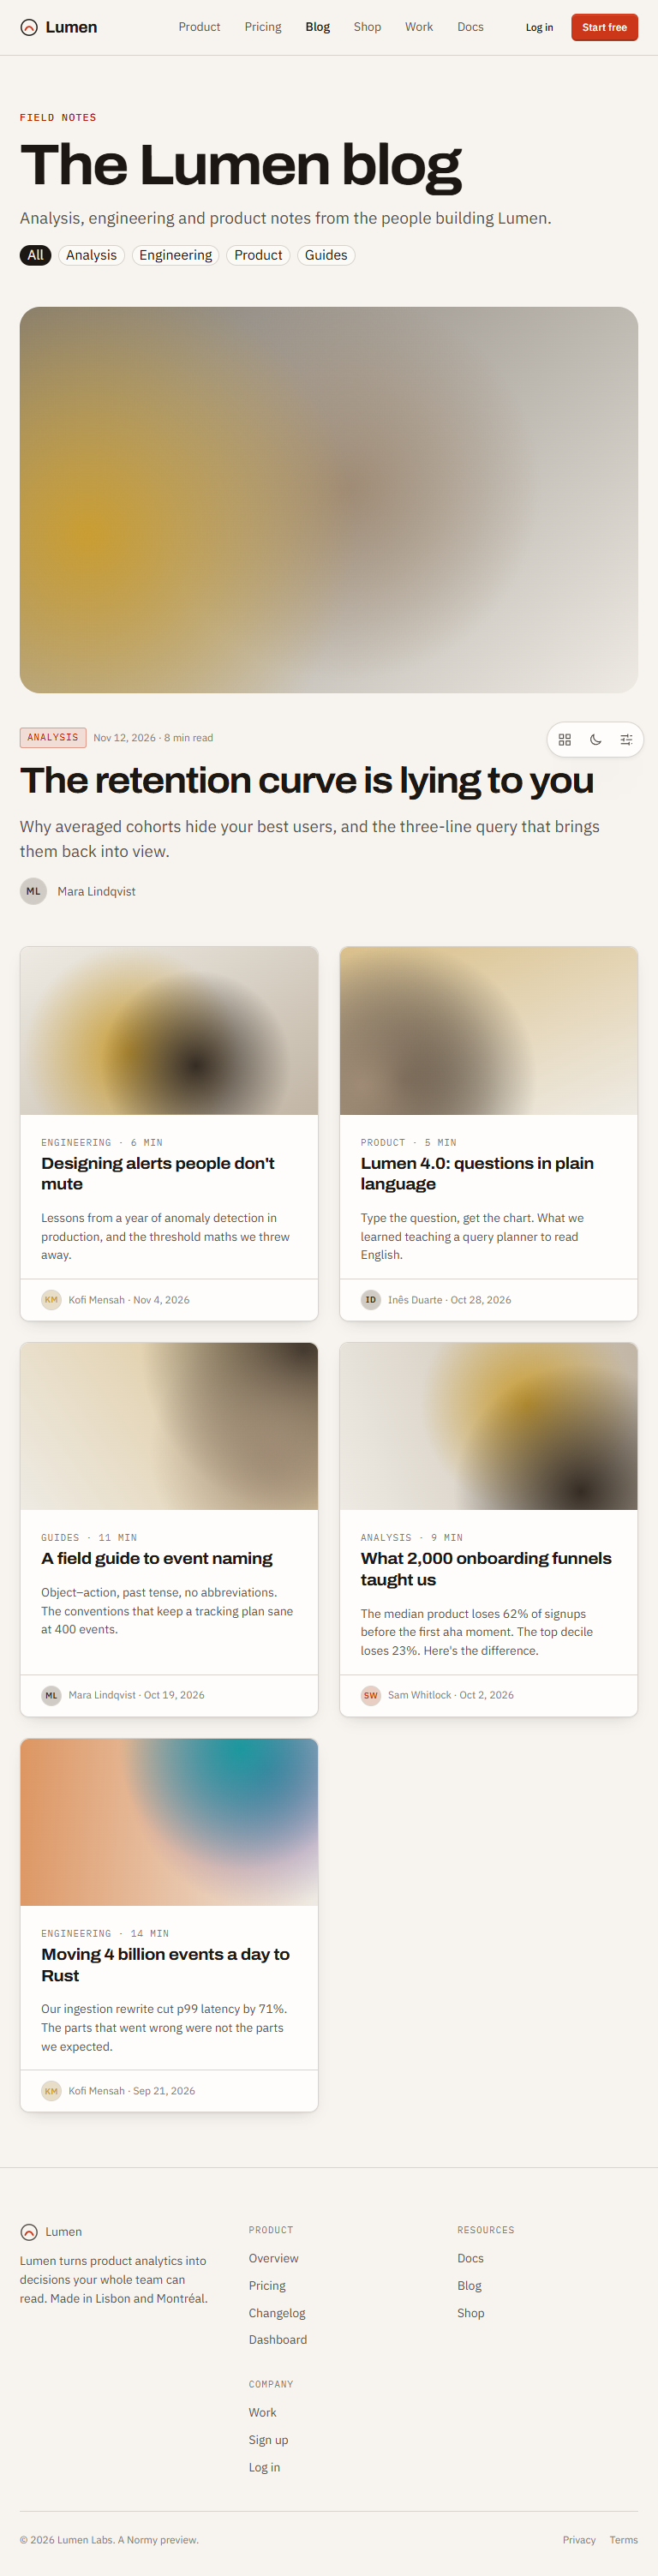 Lumen
Product Pricing Blog Shop Work Docs Log in Start free
FIELD NOTES
The Lumen blog
Analysis, engineering and product notes from the people building Lumen.
All Analysis Engineering Product Guides
ANALYSIS Nov 12, 2026 · 8 min read
The retention curve is lying to you
Why averaged cohorts hide your best users, and the three-line query that brings
them back into view.
ML Mara Lindqvist
ENGINEERING · 6 MIN
Designing alerts people don't
mute
Lessons from a year of anomaly detection in
production, and the threshold maths we threw
away.
KM Kofi Mensah · Nov 4, 2026
PRODUCT · 5 MIN
Lumen 4.0: questions in plain
language
Type the question, get the chart. What we
learned teaching a query planner to read
English.
ID Inês Duarte · Oct 28, 2026
GUIDES · 11 MIN
A field guide to event naming
Object–action, past tense, no abbreviations.
The conventions that keep a tracking plan sane
at 400 events.
ML Mara Lindqvist · Oct 19, 2026
ANALYSIS · 9 MIN
What 2,000 onboarding funnels
taught us
The median product loses 62% of signups
before the first aha moment. The top decile
loses 23%. Here's the difference.
SW Sam Whitlock · Oct 2, 2026
ENGINEERING · 14 MIN
Moving 4 billion events a day to
Rust
Our ingestion rewrite cut p99 latency by 71%.
The parts that went wrong were not the parts
we expected.
KM Kofi Mensah · Sep 21, 2026
Lumen
Lumen turns product analytics into
decisions your whole team can
read. Made in Lisbon and Montréal.
PRODUCT
Overview
Pricing
Changelog
Dashboard
RESOURCES
Docs
Blog
Shop
COMPANY
Work
Sign up
Log in
© 2026 Lumen Labs. A Normy preview.
Privacy Terms